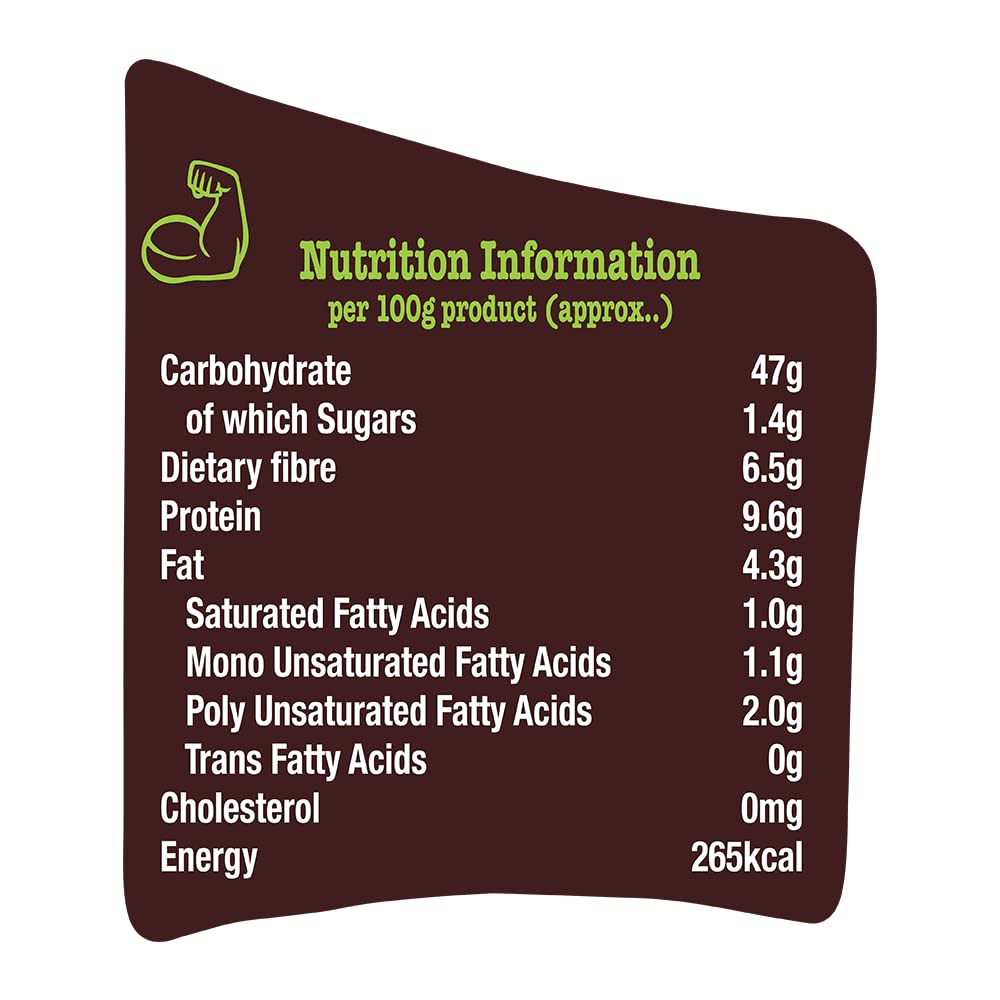 Nutrition Information
per 100g product (approx..)
Carbohydrate 47g
of which Sugars 1.4g
Dietary fibre 6.5g
Protein 9.6g
Fat 4.3g
Saturated Fatty Acids 1.0g
Mono Unsaturated Fatty Acids 1.1g
Poly Unsaturated Fatty Acids 2.0g
Trans Fatty Acids 0g
Cholesterol 0mg
Energy 265kcal